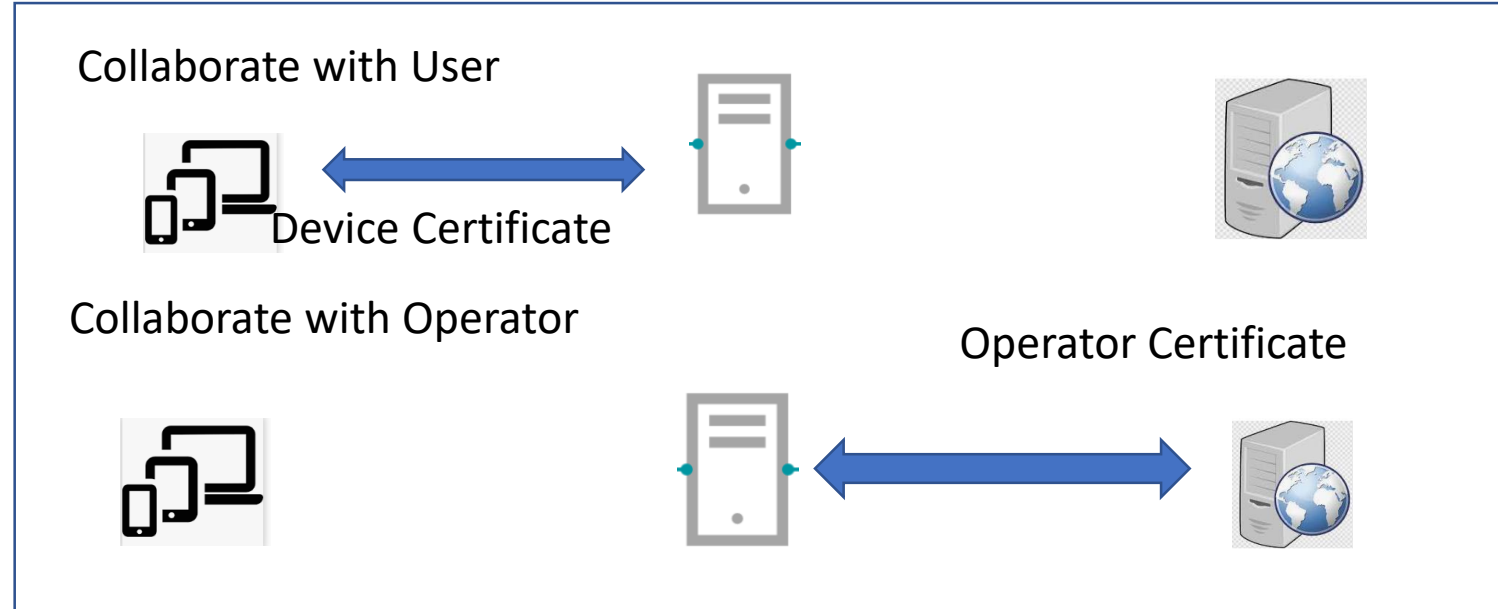 Collaborate with User
Device Certificate
Collaborate with Operator
Operator Certificate